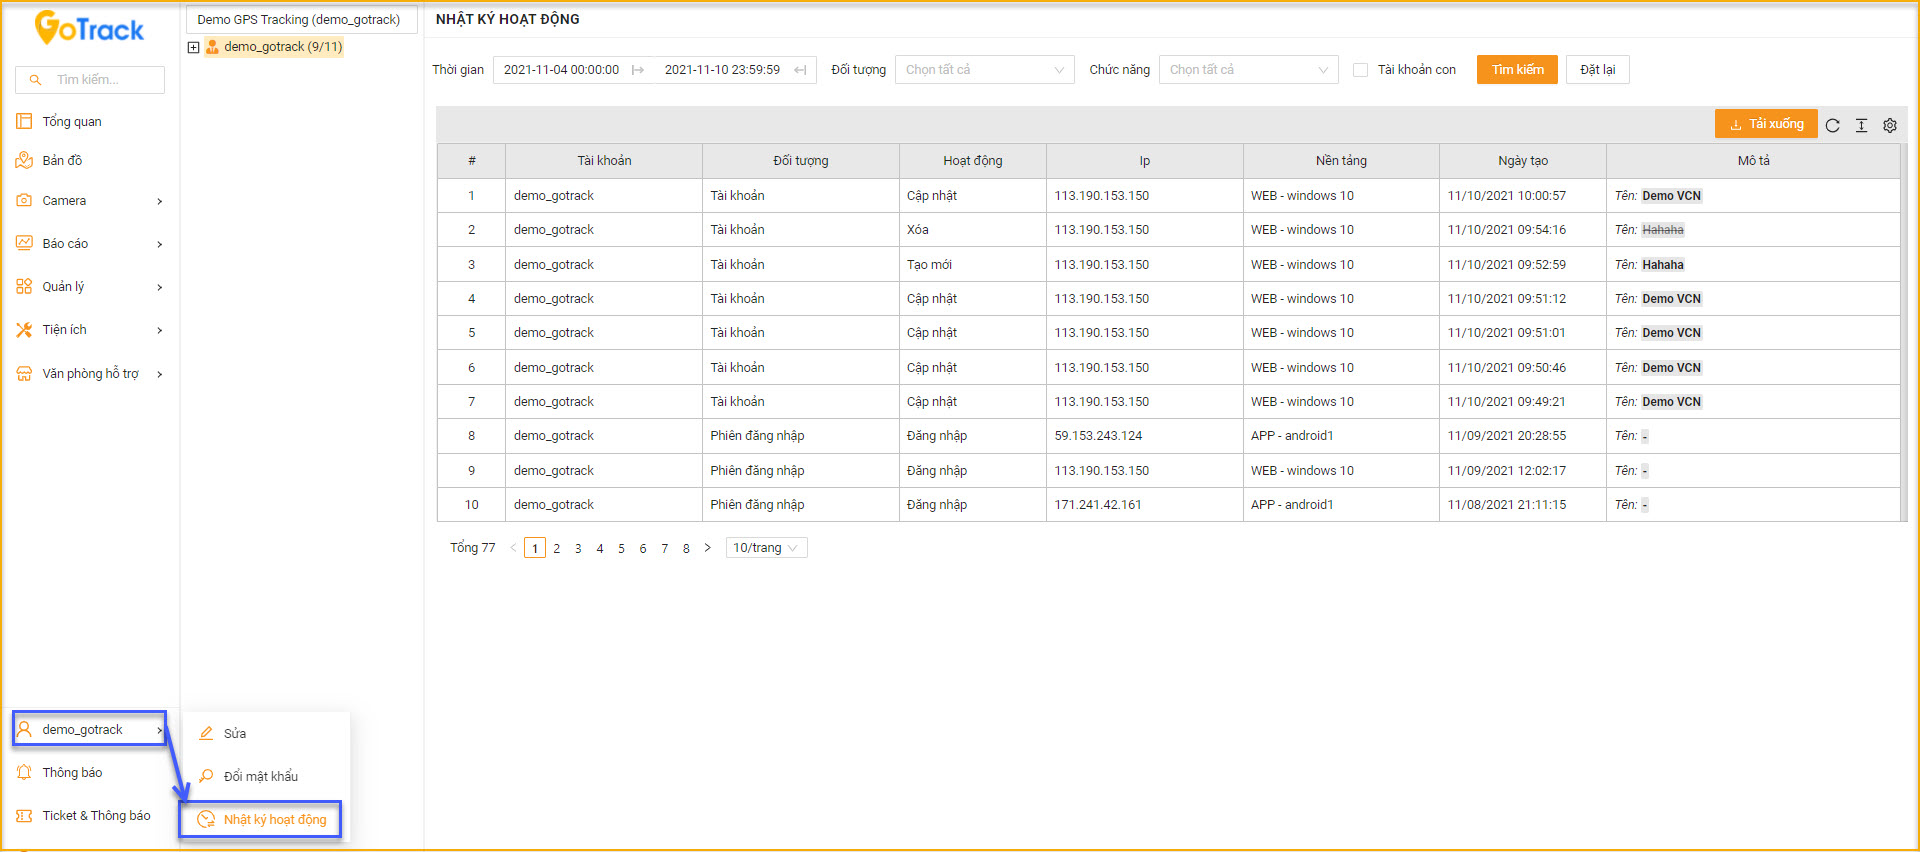 GoTrack
Tìm kiếm...
Tổng quan
Bản đồ
Camera
Báo cáo
Quản lý
Tiện ích
Văn phòng hỗ trợ
demo_gotrack
Thông báo
Ticket & Thông báo
Demo GPS Tracking (demo_gotrack)
demo_gotrack (9/11)
Sửa
Đổi mật khẩu
Nhật ký hoạt động
NHẬT KÝ HOẠT ĐỘNG
Thời gian 2021-11-04 00:00:00 2021-11-10 23:59:59 Đối tượng Chọn tất cả Chức năng Chọn tất cả Tài khoản con Tìm kiếm Đặt lại
Tải xuống
# Tài khoản Đối tượng Hoạt động Ip Nền tảng Ngày tạo Mô tả
1 demo_gotrack Tài khoản Cập nhật 113.190.153.150 WEB - windows 10 11/10/2021 10:00:57 Tên: Demo VCN
2 demo_gotrack Tài khoản Xóa 113.190.153.150 WEB - windows 10 11/10/2021 09:54:16 Tên: Hahaha
3 demo_gotrack Tài khoản Tạo mới 113.190.153.150 WEB - windows 10 11/10/2021 09:52:59 Tên: Hahaha
4 demo_gotrack Tài khoản Cập nhật 113.190.153.150 WEB - windows 10 11/10/2021 09:51:12 Tên: Demo VCN
5 demo_gotrack Tài khoản Cập nhật 113.190.153.150 WEB - windows 10 11/10/2021 09:51:01 Tên: Demo VCN
6 demo_gotrack Tài khoản Cập nhật 113.190.153.150 WEB - windows 10 11/10/2021 09:50:46 Tên: Demo VCN
7 demo_gotrack Tài khoản Cập nhật 113.190.153.150 WEB - windows 10 11/10/2021 09:49:21 Tên: Demo VCN
8 demo_gotrack Phiên đăng nhập Đăng nhập 59.153.243.124 APP - android1 11/09/2021 20:28:55 Tên: -
9 demo_gotrack Phiên đăng nhập Đăng nhập 113.190.153.150 WEB - windows 10 11/09/2021 12:02:17 Tên: -
10 demo_gotrack Phiên đăng nhập Đăng nhập 171.241.42.161 APP - android1 11/08/2021 21:11:15 Tên: -
Tổng 77 < 1 2 3 4 5 6 7 8 > 10/trang